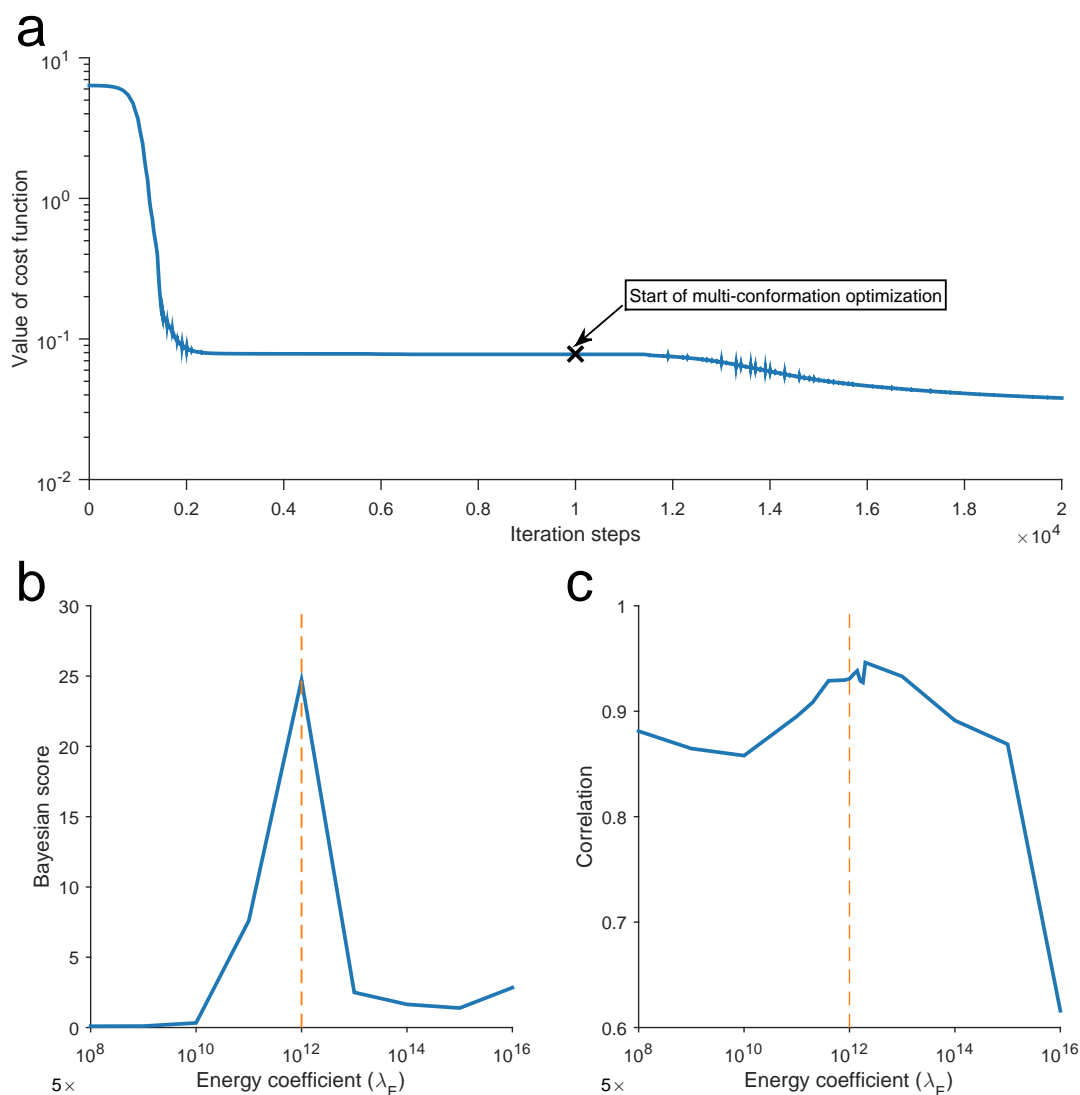 a
10^1
10^0
10^-1
10^-2
Value of cost function
Start of multi-conformation optimization
0 0.2 0.4 0.6 0.8 1 1.2 1.4 1.6 1.8 2
Iteration steps
×10^4
b
30
25
20
15
10
5
0
Bayesian score
10^8 10^10 10^12 10^14 10^16
5× Energy coefficient (λ_E)
c
1
0.9
0.8
0.7
0.6
Correlation
10^8 10^10 10^12 10^14 10^16
5× Energy coefficient (λ_E)